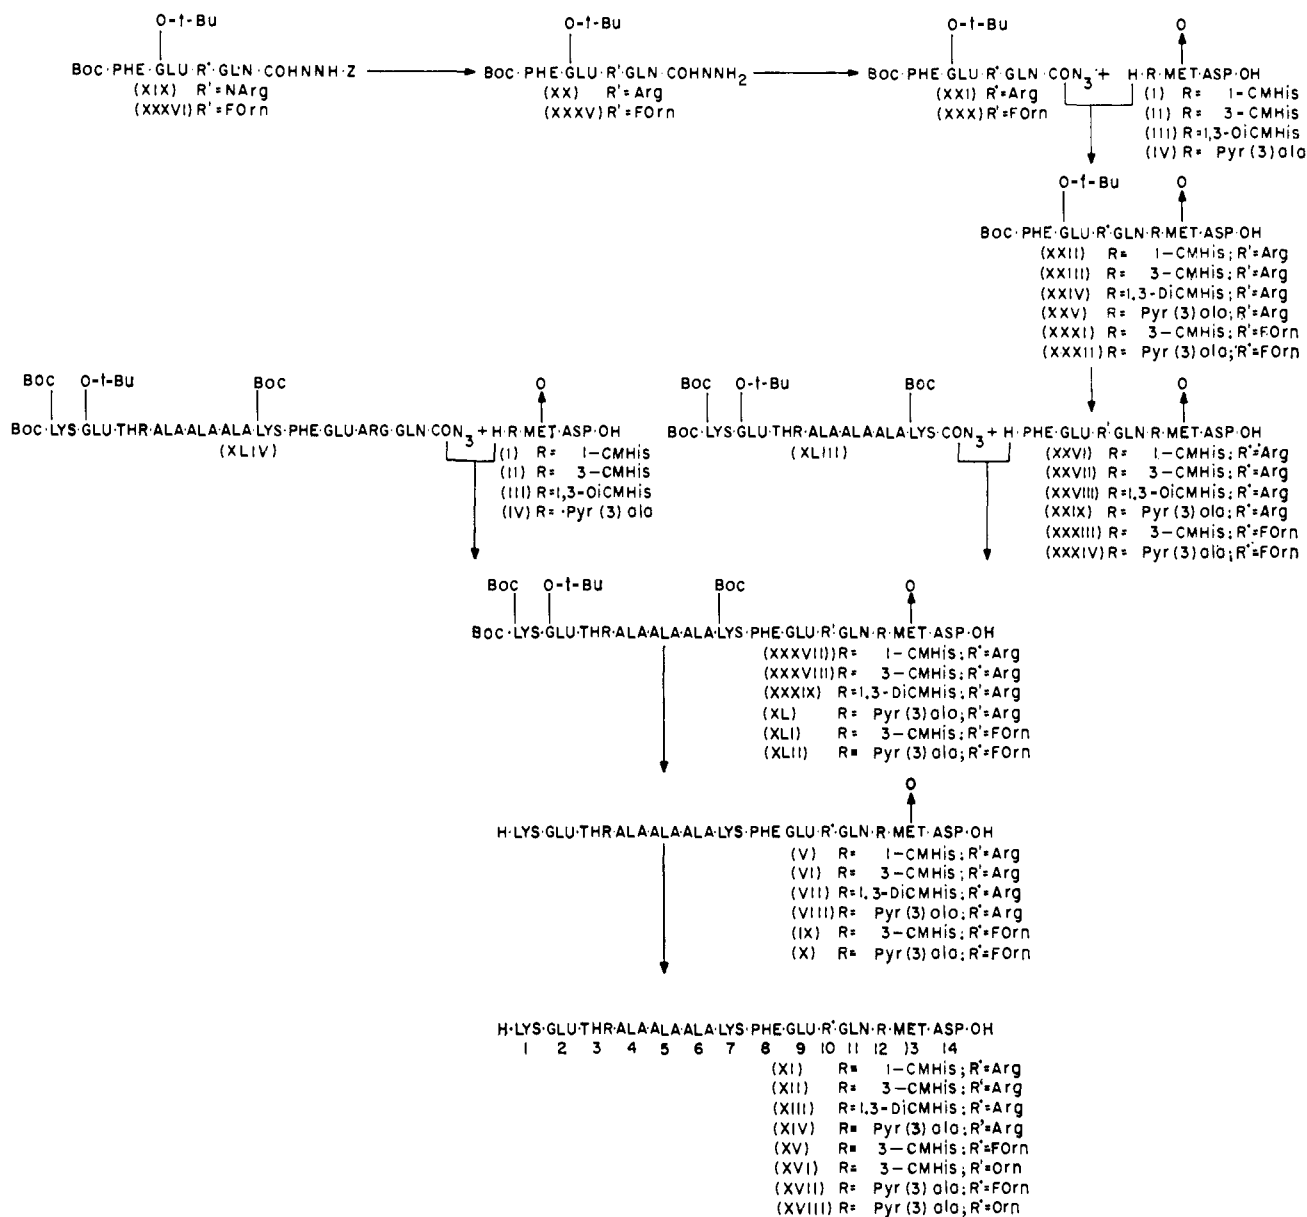 O-t-Bu
BOC·PHE·GLU·R'·GLN·COHNNH·Z
(XIX) R'=NArg
(XXXVI) R'=FOrn
O-t-Bu
BOC·PHE·GLU·R'·GLN·COHNNH2
(XX) R'=Arg
(XXXV) R'=FOrn
O-t-Bu
BOC·PHE·GLU·R'·GLN·CON3 +
(XXI) R'=Arg
(XXX) R'=FOrn
O
H·R·MET·ASP·OH
(I) R= 1-CMHis
(II) R= 3-CMHis
(III) R=1,3-DiCMHis
(IV) R= Pyr(3)ala
O-t-Bu O
BOC·PHE·GLU·R'·GLN·R·MET·ASP·OH
(XXII) R= 1-CMHis; R'=Arg
(XXIII) R= 3-CMHis; R'=Arg
(XXIV) R=1,3-DiCMHis; R'=Arg
(XXV) R= Pyr(3)ala; R'=Arg
(XXXI) R= 3-CMHis; R'=FOrn
(XXXII) R= Pyr(3)ala; R'=FOrn
BOC O-t-Bu BOC O
BOC·LYS·GLU·THR·ALA·ALA·ALA·LYS·PHE·GLU·ARG·GLN·CON3 + H·R·MET·ASP·OH
(XLIV)
(I) R= 1-CMHis
(II) R= 3-CMHis
(III) R=1,3-DiCMHis
(IV) R= ·Pyr(3)ala
BOC O-t-Bu BOC O
BOC·LYS·GLU·THR·ALA·ALA·ALA·LYS·CON3 + H·PHE·GLU·R'·GLN·R·MET·ASP·OH
(XLIII)
(XXVI) R= 1-CMHis; R'=Arg
(XXVII) R= 3-CMHis; R'=Arg
(XXVIII) R=1,3-DiCMHis; R'=Arg
(XXIX) R= Pyr(3)ala; R'=Arg
(XXXIII) R= 3-CMHis; R'=FOrn
(XXXIV) R= Pyr(3)ala; R'=FOrn
BOC O-t-Bu BOC O
BOC·LYS·GLU·THR·ALA·ALA·ALA·LYS·PHE·GLU·R'·GLN·R·MET·ASP·OH
(XXXVII)) R= 1-CMHis; R'=Arg
(XXXVIII) R= 3-CMHis; R'=Arg
(XXXIX) R=1,3-DiCMHis; R'=Arg
(XL) R= Pyr(3)ala; R'=Arg
(XLI) R= 3-CMHis; R'=FOrn
(XLII) R= Pyr(3)ala; R'=FOrn
O
H·LYS·GLU·THR·ALA·ALA·ALA·LYS·PHE GLU·R'·GLN·R·MET·ASP·OH
(V) R= 1-CMHis; R'=Arg
(VI) R= 3-CMHis; R'=Arg
(VII) R=1,3-DiCMHis; R'=Arg
(VIII) R= Pyr(3)ala; R'=Arg
(IX) R= 3-CMHis; R'=FOrn
(X) R= Pyr(3)ala; R'=FOrn
H·LYS·GLU·THR·ALA·ALA·ALA·LYS·PHE·GLU·R'·GLN·R·MET·ASP·OH
1 2 3 4 5 6 7 8 9 10 11 12 13 14
(XI) R= 1-CMHis; R'=Arg
(XII) R= 3-CMHis; R'=Arg
(XIII) R=1,3-DiCMHis; R'=Arg
(XIV) R= Pyr(3)ala; R'=Arg
(XV) R= 3-CMHis; R'=FOrn
(XVI) R= 3-CMHis; R'=Orn
(XVII) R= Pyr(3)ala; R'=FOrn
(XVIII) R= Pyr(3)ala; R'=Orn